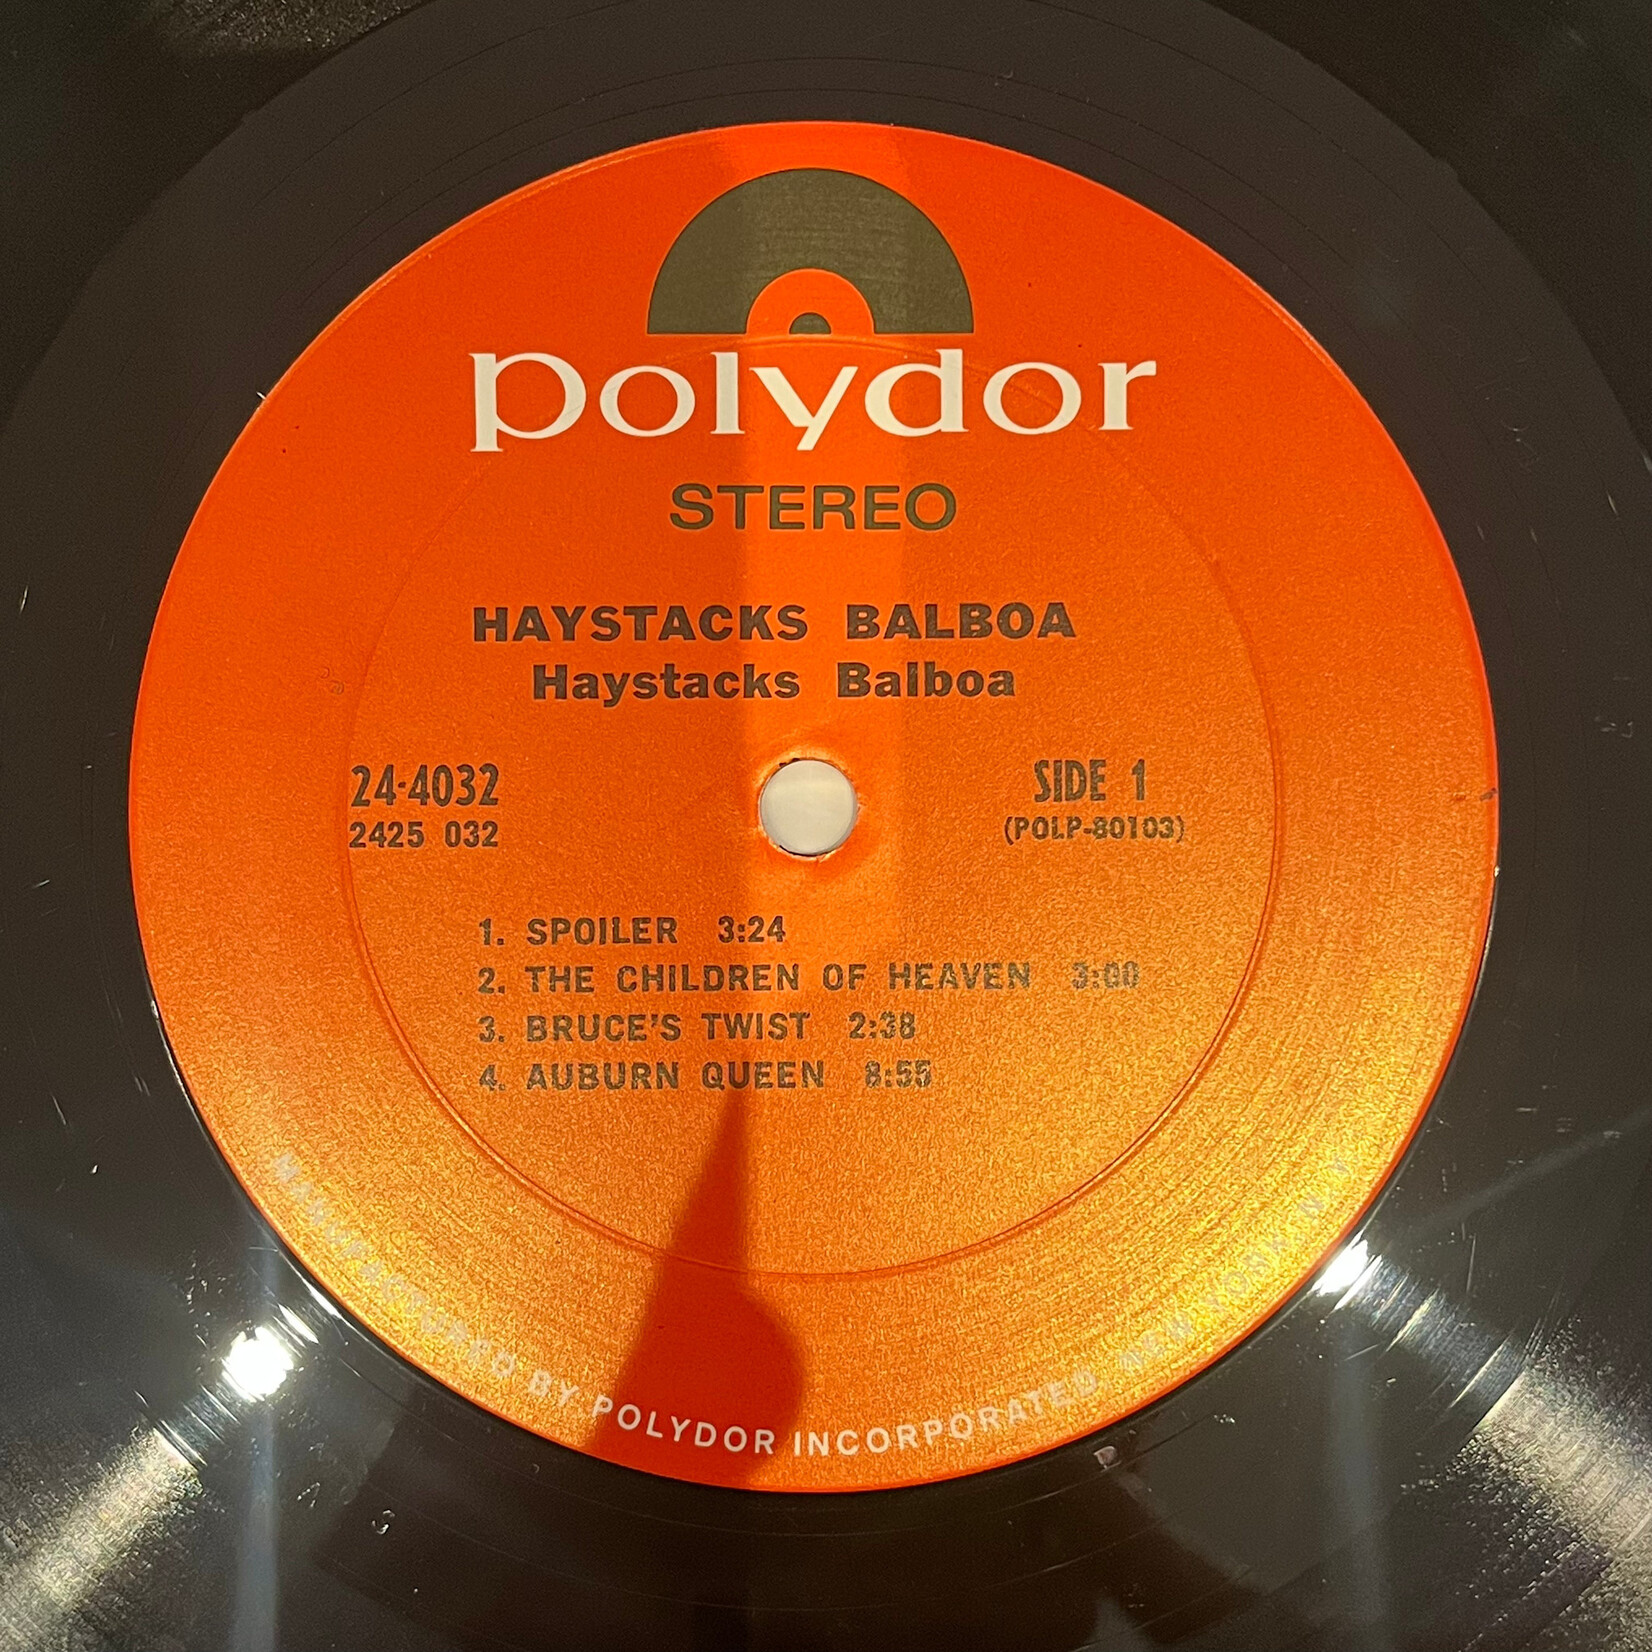 polydor
STEREO
HAYSTACKS BALBOA
Haystacks Balboa
24-4032
2425 032
SIDE 1
(POLP-80103)
1. SPOILER 3:24
2. THE CHILDREN OF HEAVEN 3:00
3. BRUCE'S TWIST 2:38
4. AUBURN QUEEN 8:55
MANUFACTURED BY POLYDOR INCORPORATED, NEW YORK, N.Y.